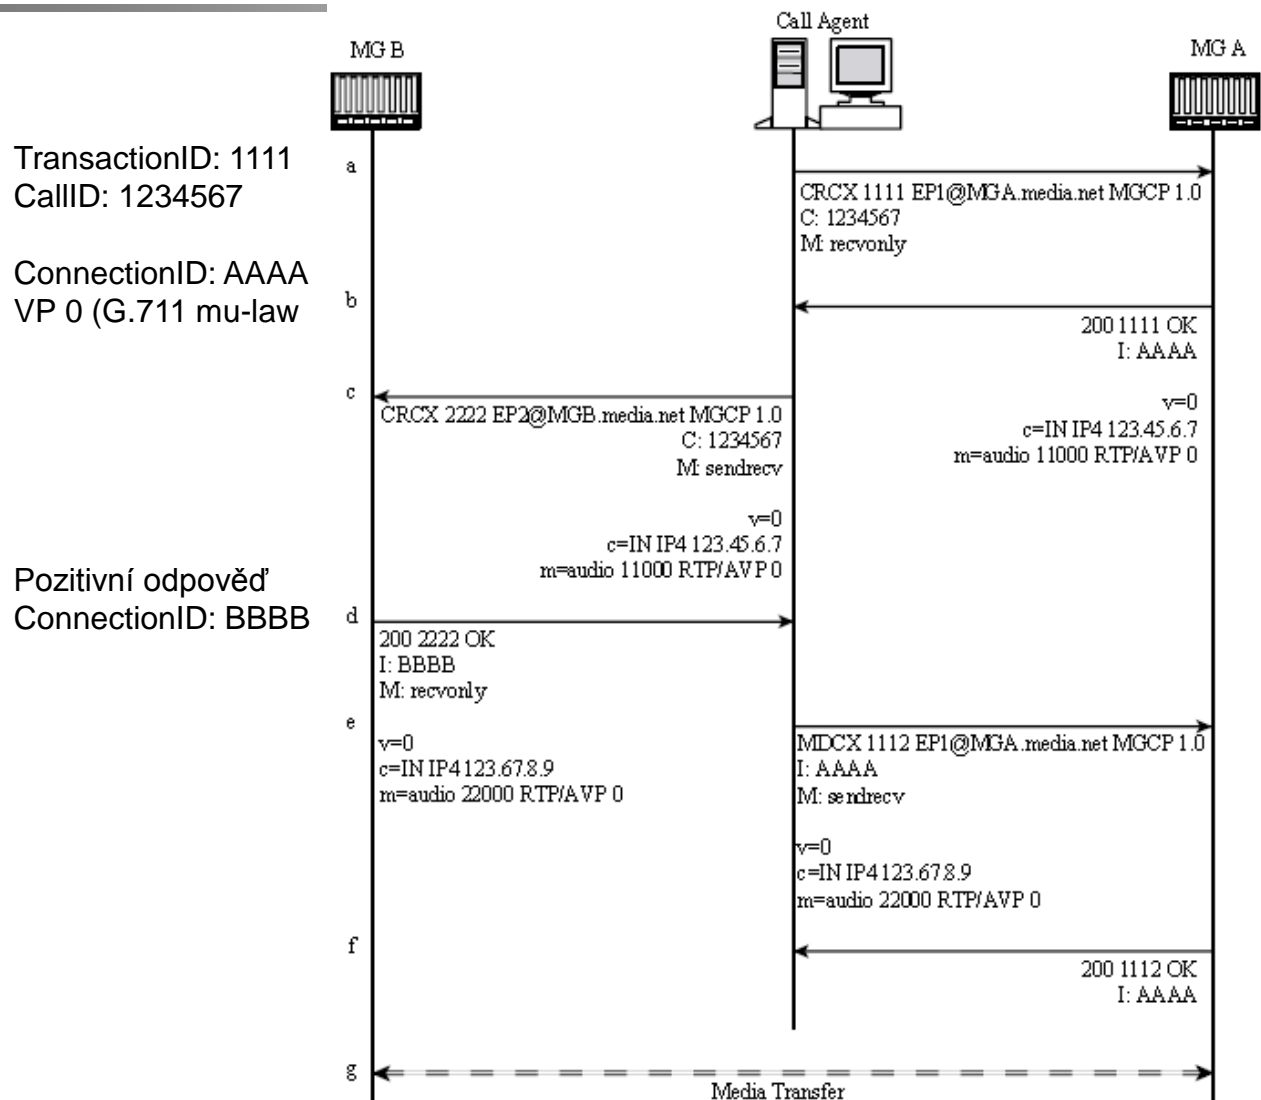 Call Agent
MG B
MG A
TransactionID: 1111
CallID: 1234567
ConnectionID: AAAA
VP 0 (G.711 mu-law
Pozitivní odpověď
ConnectionID: BBBB
a
CRCX 1111 EP1@MGA.media.net MGCP 1.0
C: 1234567
M: recvonly
b
200 1111 OK
I: AAAA
v=0
c=IN IP4 123.45.6.7
m=audio 11000 RTP/AVP 0
c
CRCX 2222 EP2@MGB.media.net MGCP 1.0
C: 1234567
M: sendrecv
v=0
c=IN IP4 123.45.6.7
m=audio 11000 RTP/AVP 0
d
200 2222 OK
I: BBBB
M: recvonly
v=0
c=IN IP4 123.67.8.9
m=audio 22000 RTP/AVP 0
e
MDCX 1112 EP1@MGA.media.net MGCP 1.0
I: AAAA
M: sendrecv
v=0
c=IN IP4 123.67.8.9
m=audio 22000 RTP/AVP 0
f
200 1112 OK
I: AAAA
g
Media Transfer